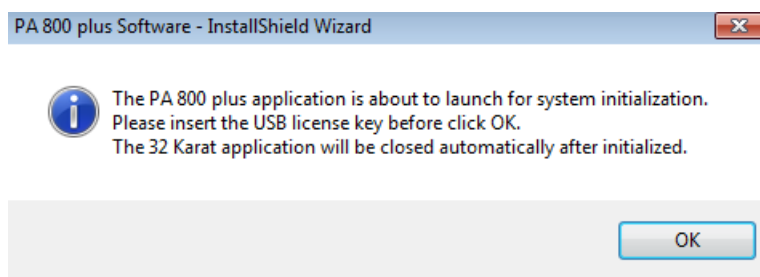 PA 800 plus Software - InstallShield Wizard
The PA 800 plus application is about to launch for system initialization.
Please insert the USB license key before click OK.
The 32 Karat application will be closed automatically after initialized.
OK